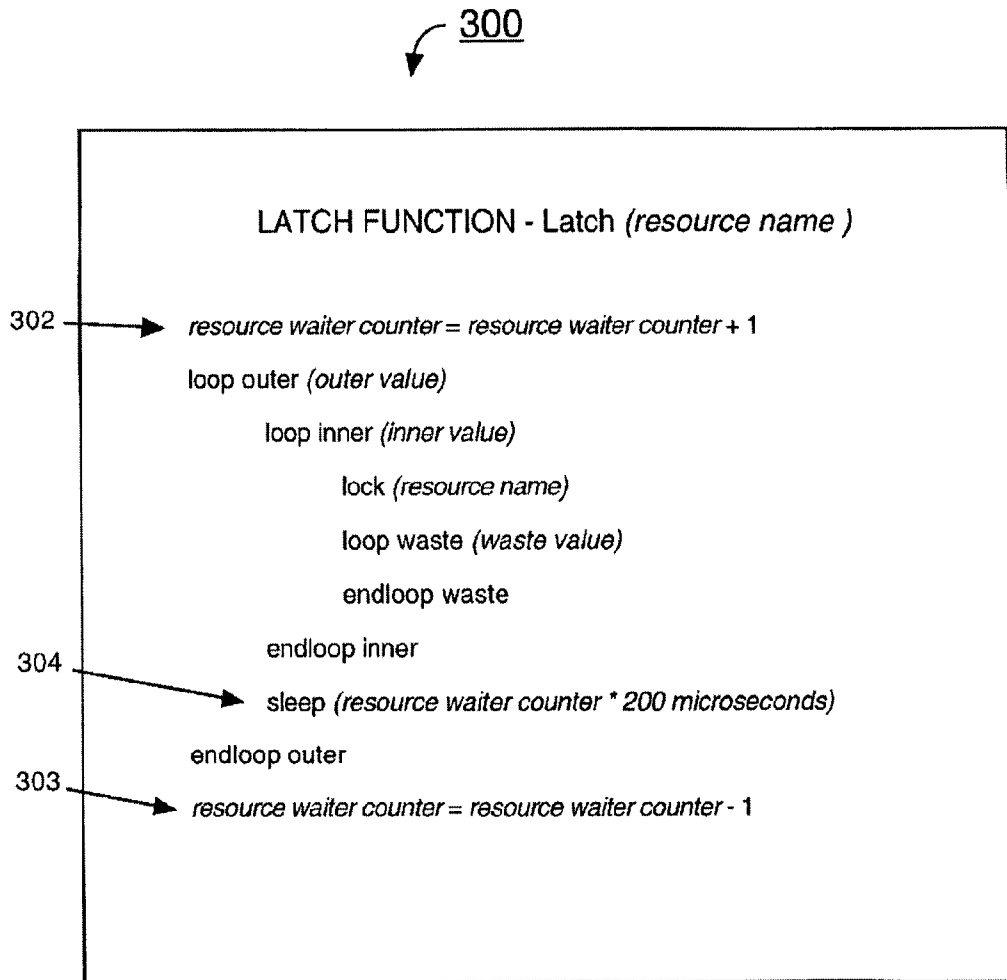 300
LATCH FUNCTION - Latch (resource name )
302
resource waiter counter = resource waiter counter + 1
loop outer (outer value)
loop inner (inner value)
lock (resource name)
loop waste (waste value)
endloop waste
endloop inner
304
sleep (resource waiter counter * 200 microseconds)
endloop outer
303
resource waiter counter = resource waiter counter - 1